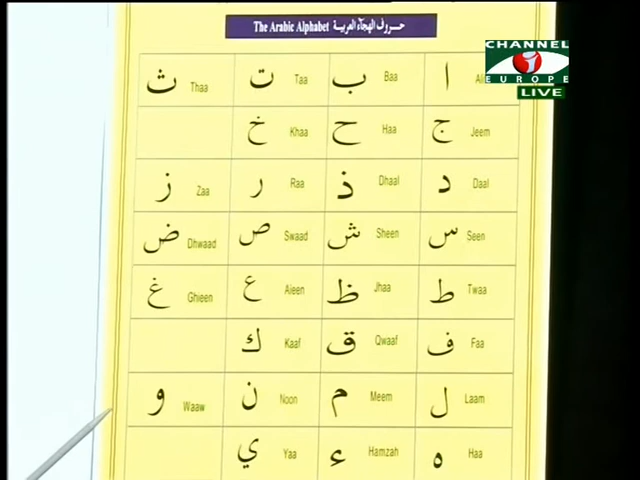 The Arabic Alphabet حروف الهجاء العربية
CHANNEL
i
EUROPE
LIVE
ا ب Baa ت Taa ث Thaa
ج Jeem ح Haa خ Khaa
د Daal ذ Dhaal ر Raa ز Zaa
س Seen ش Sheen ص Swaad ض Dhwaad
ط Twaa ظ Jhaa ع Aieen غ Ghieen
ف Faa ق Qwaaf ك Kaaf
ل Laam م Meem ن Noon و Waaw
ه Haa ء Hamzah ي Yaa